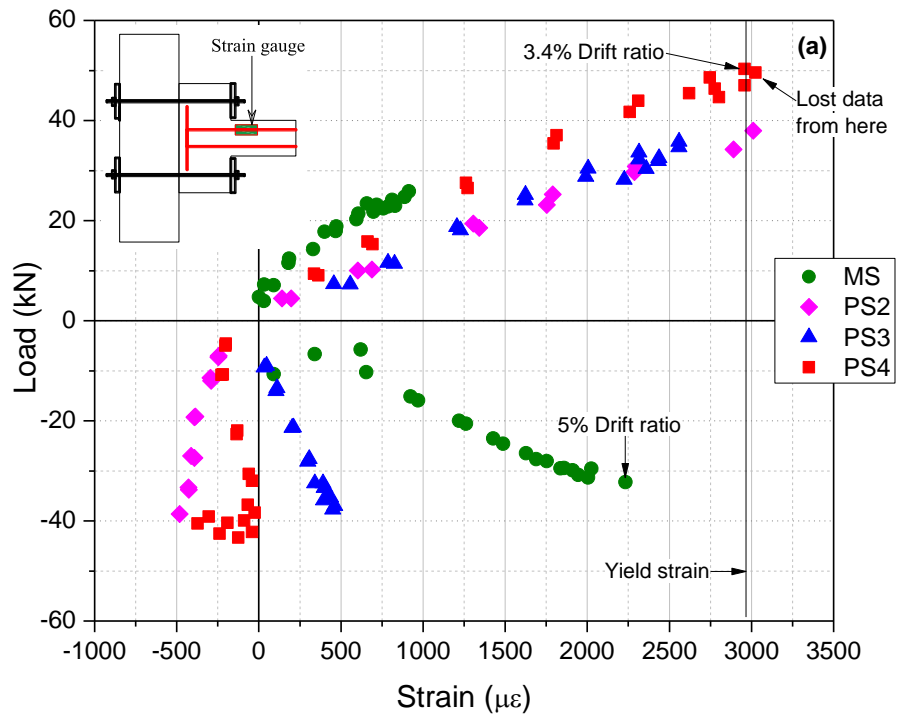 60
40
20
0
-20
-40
-60
Load (kN)
Strain gauge
(a)
3.4% Drift ratio
Lost data
from here
MS
PS2
PS3
PS4
5% Drift ratio
Yield strain
-1000 -500 0 500 1000 1500 2000 2500 3000 3500
Strain (με)